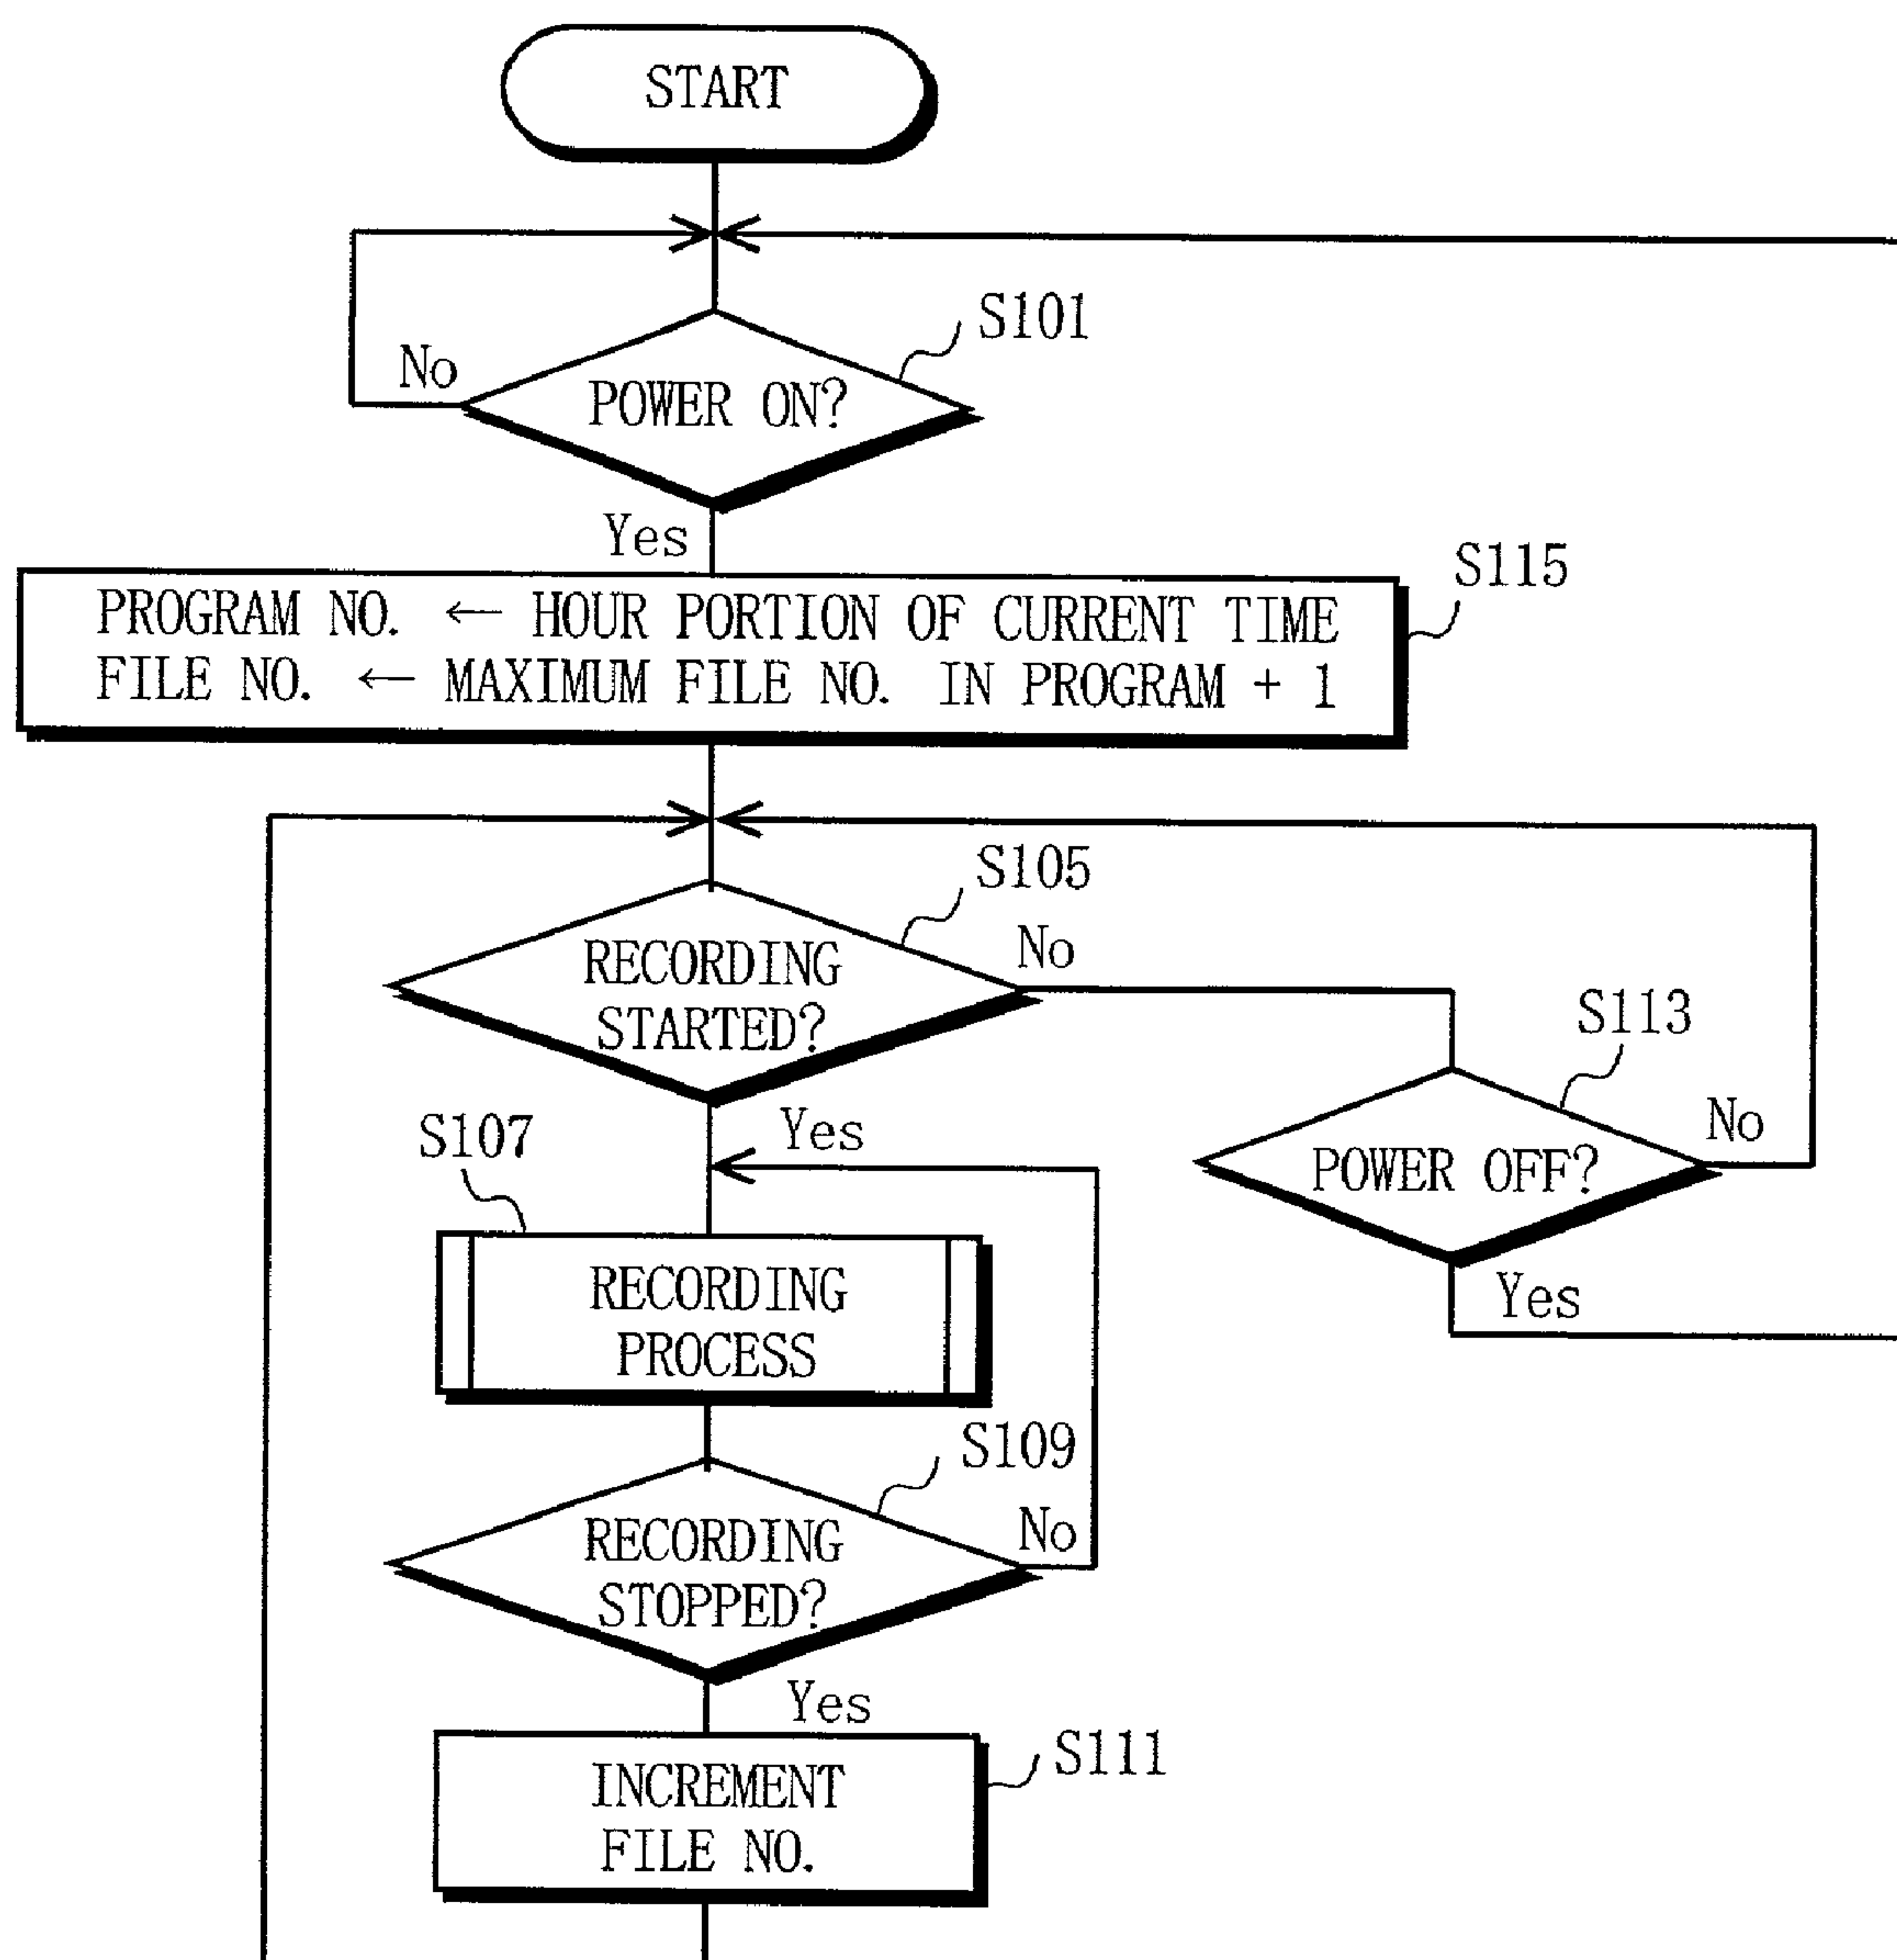 START
S101
No
POWER ON?
Yes
S115
PROGRAM NO. ← HOUR PORTION OF CURRENT TIME
FILE NO. ← MAXIMUM FILE NO. IN PROGRAM + 1
S105
No
RECORDING
STARTED?
S113
Yes
No
POWER OFF?
S107
Yes
RECORDING
PROCESS
S109
No
RECORDING
STOPPED?
Yes
S111
INCREMENT
FILE NO.